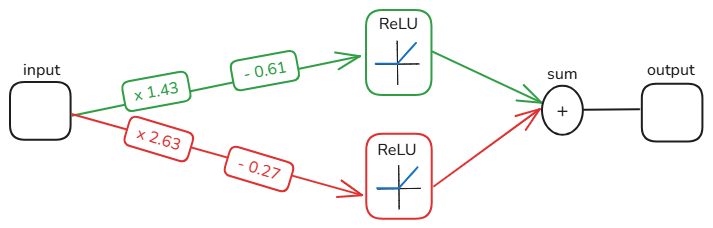 ReLU
input
x 1.43
- 0.61
sum
output
+
x 2.63
- 0.27
ReLU